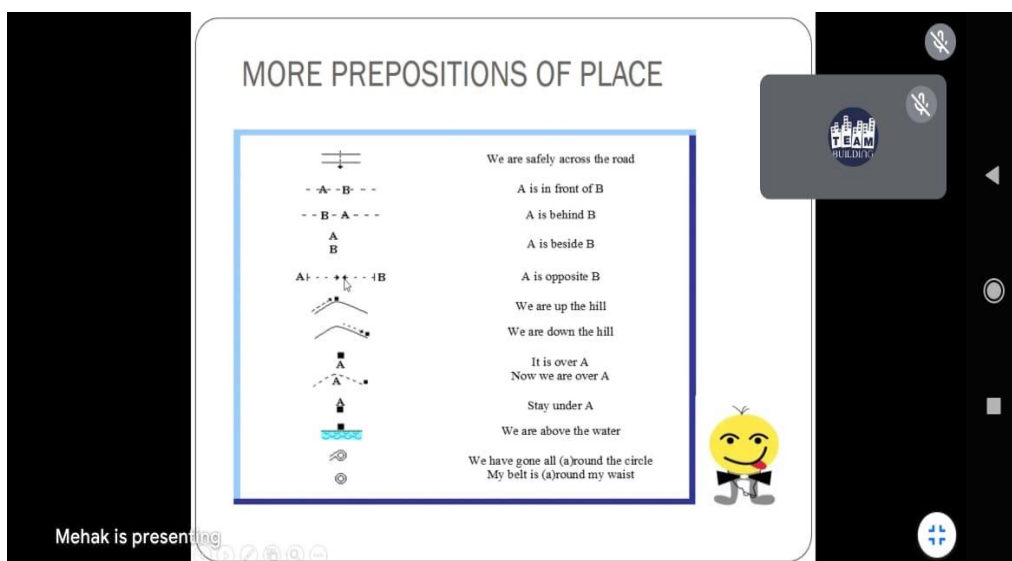 MORE PREPOSITIONS OF PLACE
We are safely across the road
- -A- -B- - -
A is in front of B
- - B - A - - -
A is behind B
A
B
A is beside B
A - - - - B
A is opposite B
We are up the hill
We are down the hill
A
It is over A
A
Now we are over A
A
Stay under A
We are above the water
We have gone all (a)round the circle
My belt is (a)round my waist
TEAM
BUILDING
Mehak is presenting